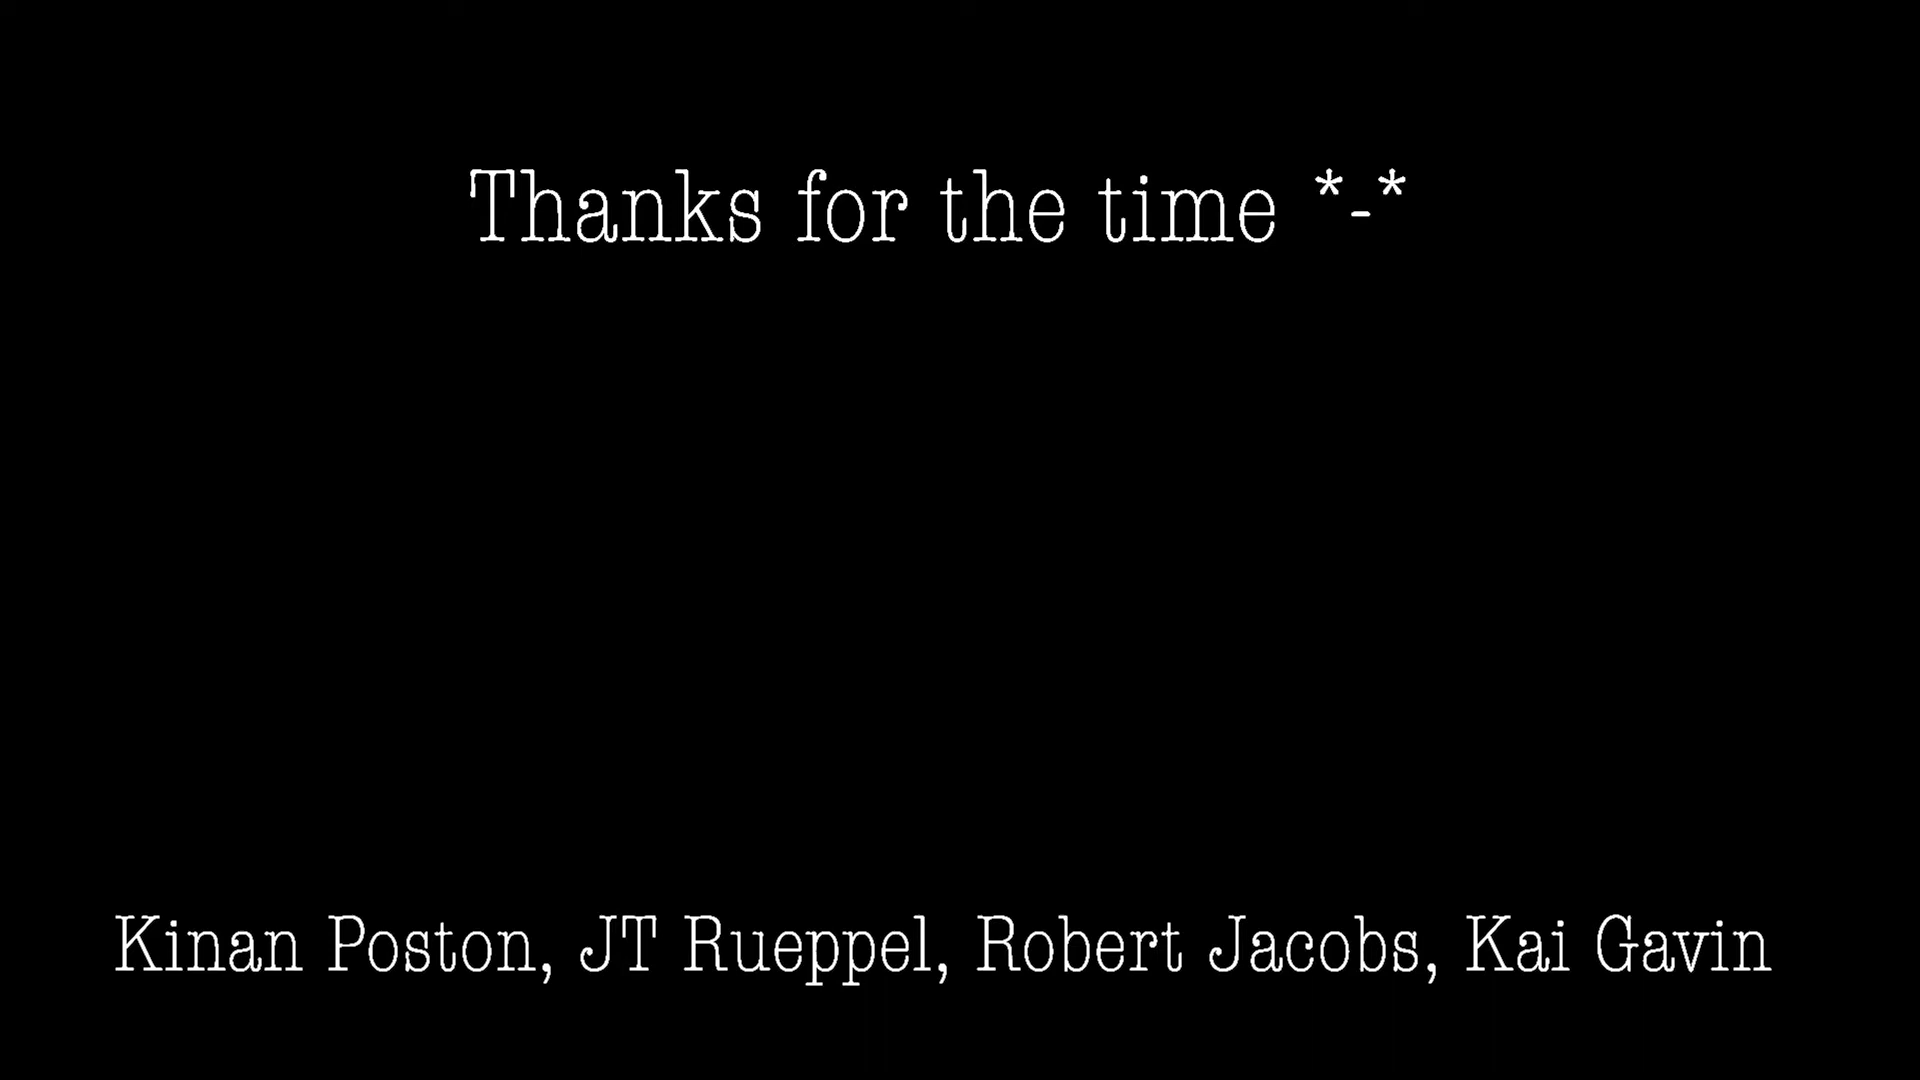 Thanks for the time *-*
Kinan Poston, JT Rueppel, Robert Jacobs, Kai Gavin